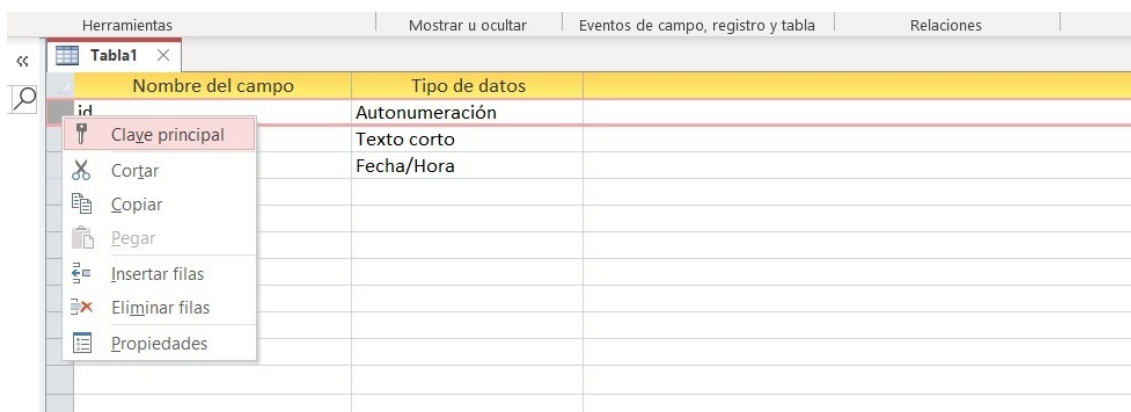 Herramientas Mostrar u ocultar Eventos de campo, registro y tabla Relaciones
Tabla1
Nombre del campo Tipo de datos
id Autonumeración
Clave principal
Texto corto
Cortar
Fecha/Hora
Copiar
Pegar
Insertar filas
Eliminar filas
Propiedades